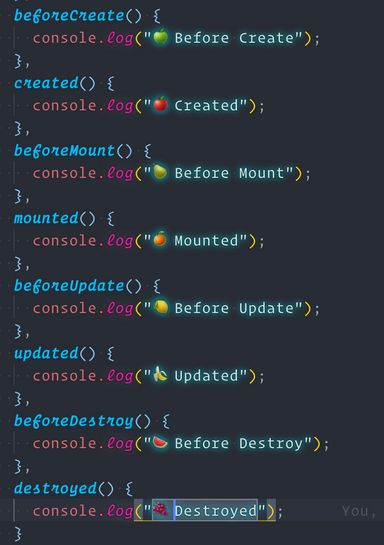 beforeCreate() {
console.log("🍏 Before Create");
},
created() {
console.log("🍎 Created");
},
beforeMount() {
console.log("🍐 Before Mount");
},
mounted() {
console.log("🍊 Mounted");
},
beforeUpdate() {
console.log("🍋 Before Update");
},
updated() {
console.log("🍌 Updated");
},
beforeDestroy() {
console.log("🍉 Before Destroy");
},
destroyed() {
console.log("🍇 Destroyed"); You,
}